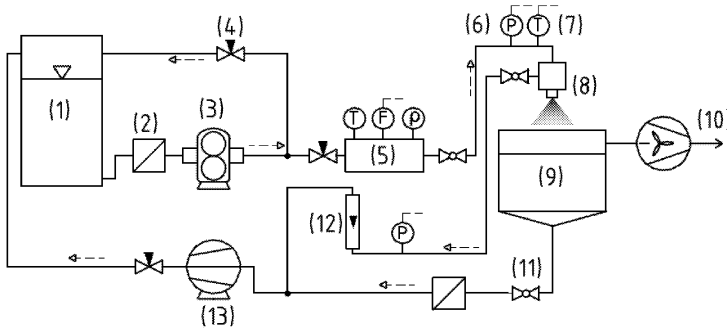 (4)
(6)
P
T
(7)
(8)
(1)
(2)
(3)
T
F
ρ
(5)
(10)
(9)
(12)
P
(11)
(13)